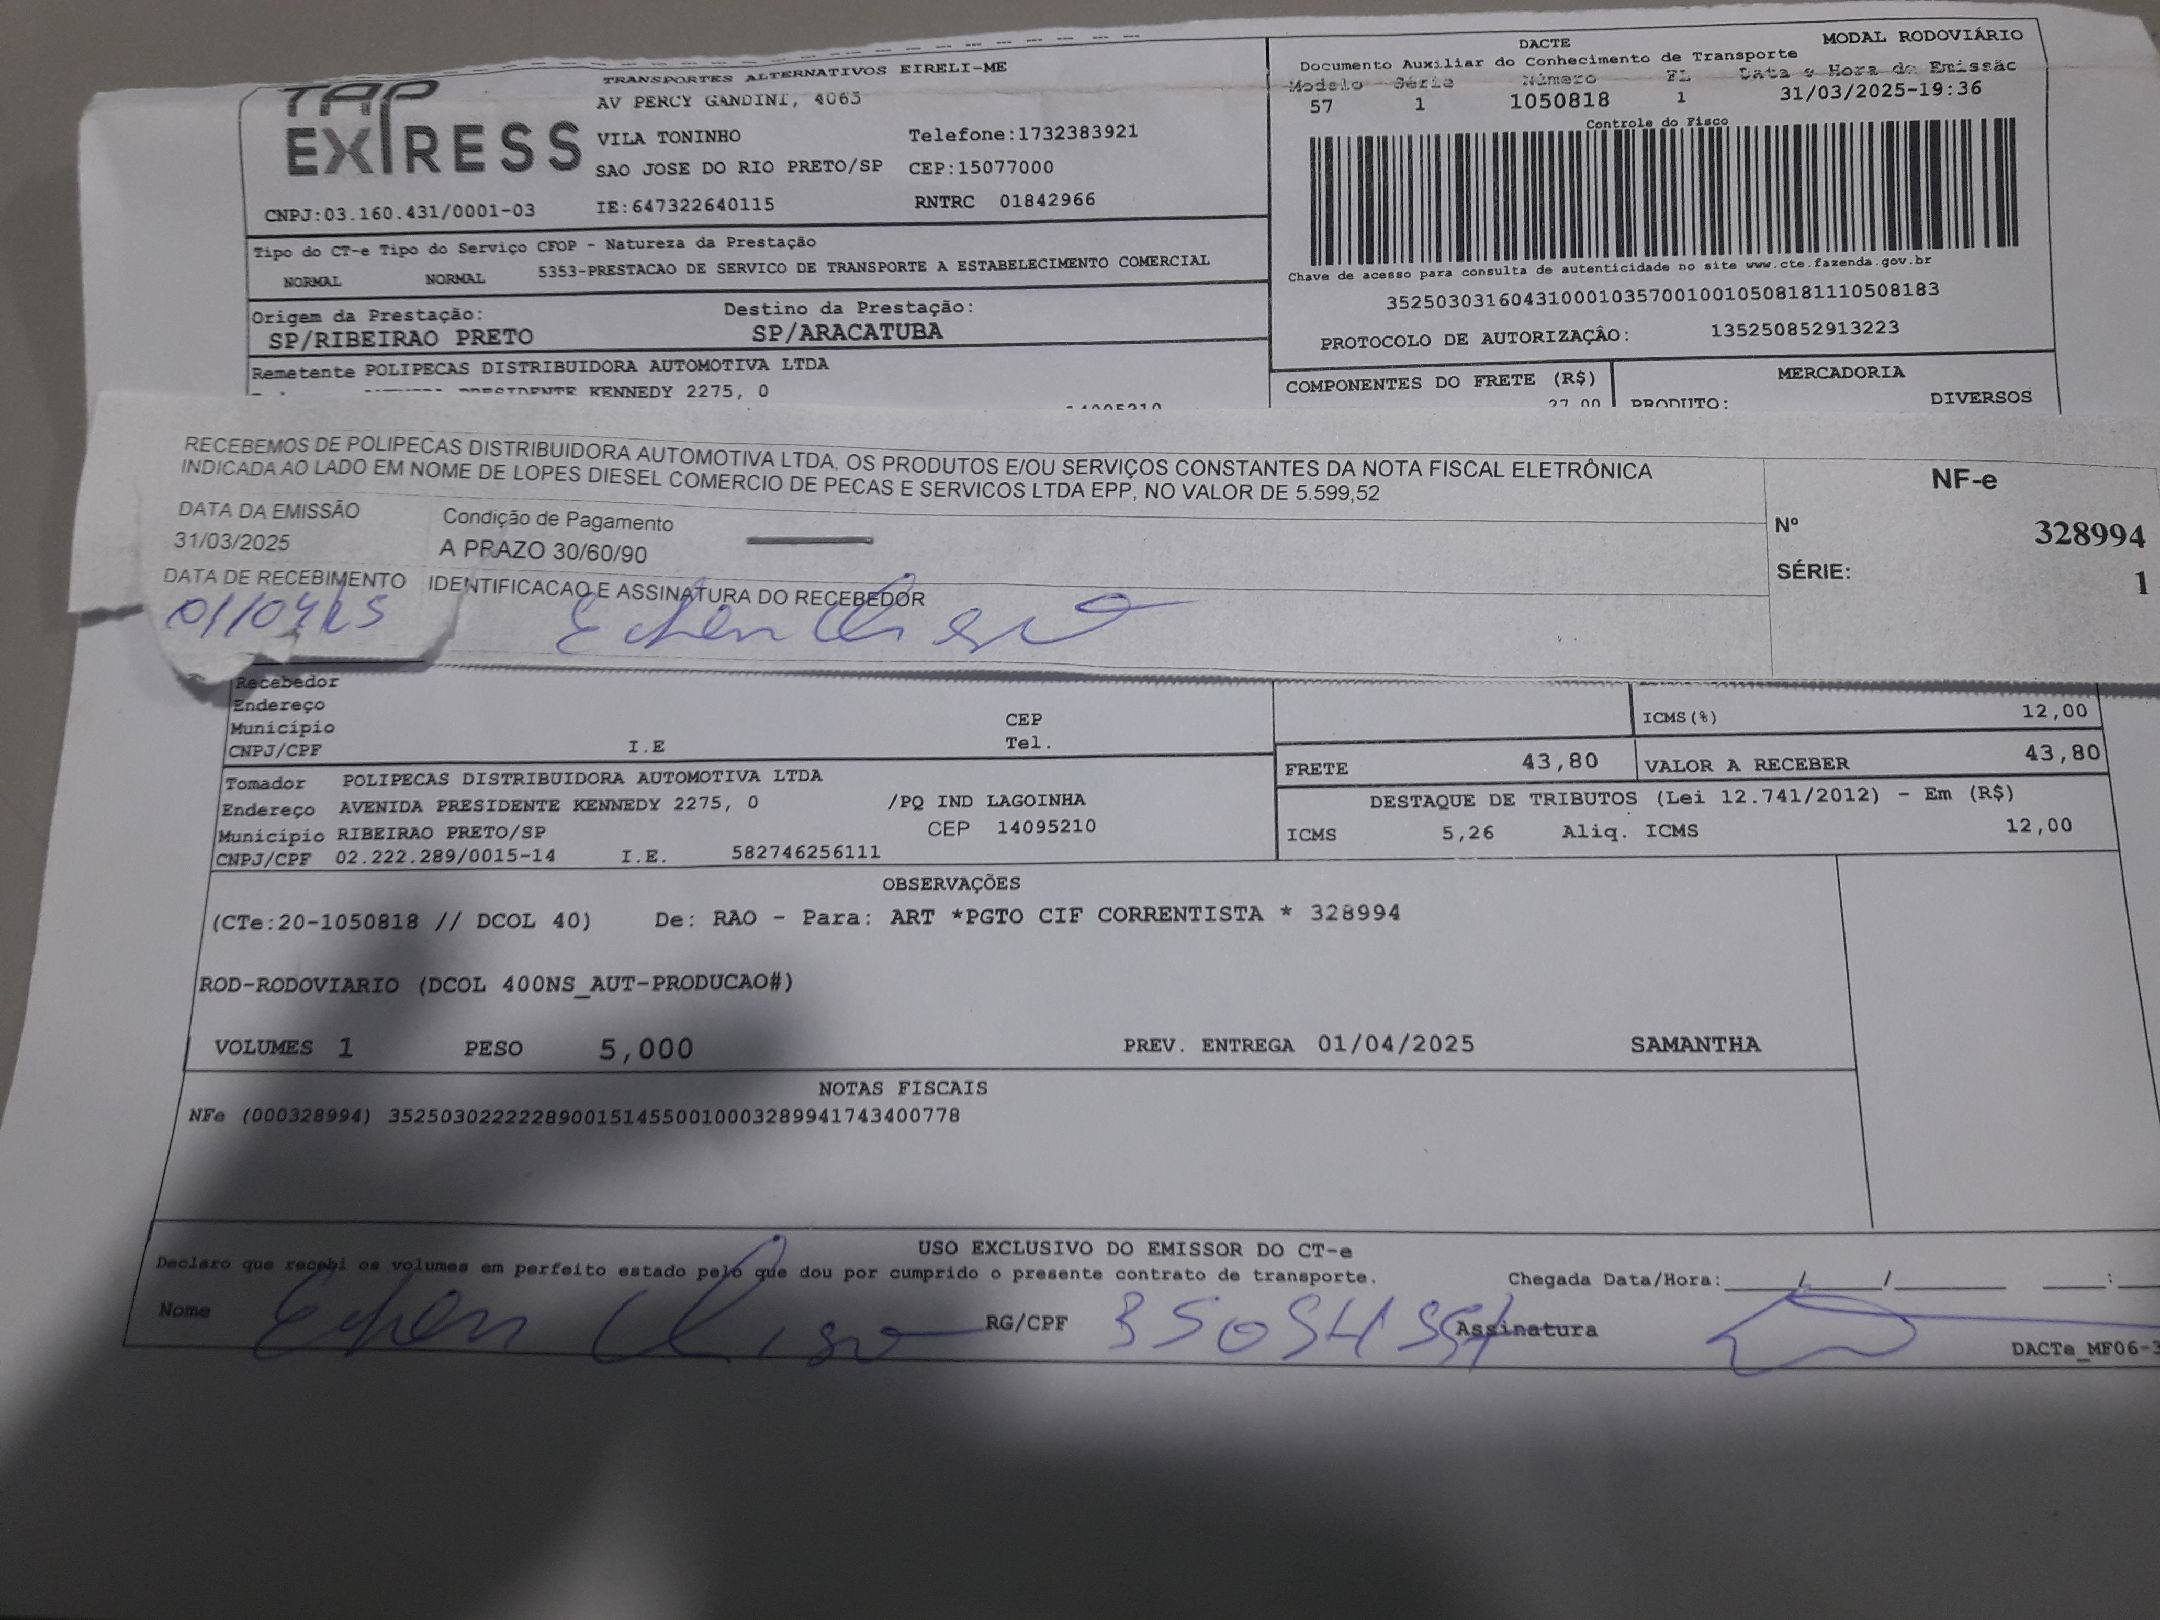 TAP EXPRESS
TRANSPORTES ALTERNATIVOS EIRELI-ME
AV PERCY GANDINI, 4065
VILA TONINHO Telefone:1732383921
SAO JOSE DO RIO PRETO/SP CEP:15077000
CNPJ:03.160.431/0001-03 IE:647322640115 RNTRC 01842966
DACTE MODAL RODOVIÁRIO
Documento Auxiliar do Conhecimento de Transporte
Modelo Série Número FL Data e Hora de Emissão
57 1 1050818 1 31/03/2025-19:36
Controle do Fisco
Chave de acesso para consulta de autenticidade no site www.cte.fazenda.gov.br
35250303160431000103570010010508181110508183
PROTOCOLO DE AUTORIZAÇÃO: 135250852913223
Tipo do CT-e Tipo do Serviço CFOP - Natureza da Prestação
NORMAL NORMAL 5353-PRESTACAO DE SERVICO DE TRANSPORTE A ESTABELECIMENTO COMERCIAL
Origem da Prestação: Destino da Prestação:
SP/RIBEIRAO PRETO SP/ARACATUBA
Remetente POLIPECAS DISTRIBUIDORA AUTOMOTIVA LTDA
PRESIDENTE KENNEDY 2275, 0
COMPONENTES DO FRETE (R$) MERCADORIA
27,00 PRODUTO: DIVERSOS
RECEBEMOS DE POLIPECAS DISTRIBUIDORA AUTOMOTIVA LTDA, OS PRODUTOS E/OU SERVIÇOS CONSTANTES DA NOTA FISCAL ELETRÔNICA
INDICADA AO LADO EM NOME DE LOPES DIESEL COMERCIO DE PECAS E SERVICOS LTDA EPP, NO VALOR DE 5.599,52
NF-e
Nº 328994
SÉRIE: 1
DATA DA EMISSÃO Condição de Pagamento
31/03/2025 A PRAZO 30/60/90
DATA DE RECEBIMENTO IDENTIFICACAO E ASSINATURA DO RECEBEDOR
01/04/25
Recebedor
Endereço
Município CEP
CNPJ/CPF I.E Tel.
ICMS(%) 12,00
FRETE 43,80 VALOR A RECEBER 43,80
Tomador POLIPECAS DISTRIBUIDORA AUTOMOTIVA LTDA
Endereço AVENIDA PRESIDENTE KENNEDY 2275, 0 /PQ IND LAGOINHA
Município RIBEIRAO PRETO/SP CEP 14095210
CNPJ/CPF 02.222.289/0015-14 I.E. 582746256111
DESTAQUE DE TRIBUTOS (Lei 12.741/2012) - Em (R$)
ICMS 5,26 Aliq. ICMS 12,00
OBSERVAÇÕES
(CTe:20-1050818 // DCOL 40) De: RAO - Para: ART *PGTO CIF CORRENTISTA * 328994
ROD-RODOVIARIO (DCOL 400NS_AUT-PRODUCAO#)
VOLUMES 1 PESO 5,000 PREV. ENTREGA 01/04/2025 SAMANTHA
NOTAS FISCAIS
NFe (000328994) 35250302222289001514550010003289941743400778
USO EXCLUSIVO DO EMISSOR DO CT-e
Declaro que recebi os volumes em perfeito estado pelo que dou por cumprido o presente contrato de transporte. Chegada Data/Hora:____/____/____ ___:
Nome RG/CPF Assinatura
DACTe_MF06-3